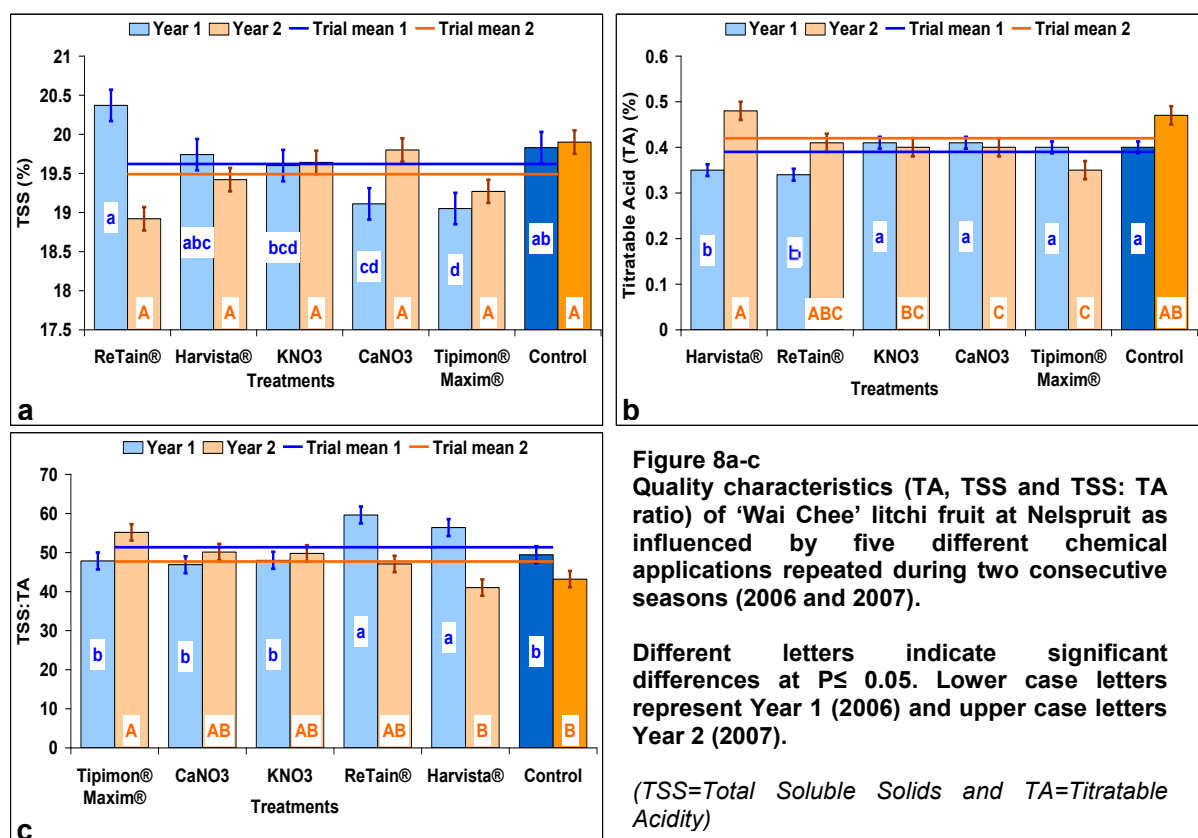 Year 1 Year 2 Trial mean 1 Trial mean 2
21
20.5
20
19.5
19
18.5
18
17.5
TSS (%)
a abc bcd cd d ab
A A A A A A
ReTain® Harvista® KNO3 CaNO3 Tipimon® Control
Maxim®
Treatments
a
Year 1 Year 2 Trial mean 1 Trial mean 2
0.6
0.5
0.4
0.3
0.2
0.1
0
Titratable Acid (TA) (%)
b b a a a a
A ABC BC C C AB
Harvista® ReTain® KNO3 CaNO3 Tipimon® Control
Maxim®
Treatments
b
Year 1 Year 2 Trial mean 1 Trial mean 2
70
60
50
40
30
20
10
0
TSS:TA
b b b a a b
A AB AB AB B B
Tipimon® CaNO3 KNO3 ReTain® Harvista® Control
Maxim®
Treatments
c
Figure 8a-c
Quality characteristics (TA, TSS and TSS: TA
ratio) of ‘Wai Chee’ litchi fruit at Nelspruit as
influenced by five different chemical
applications repeated during two consecutive
seasons (2006 and 2007).
Different letters indicate significant
differences at P≤ 0.05. Lower case letters
represent Year 1 (2006) and upper case letters
Year 2 (2007).
(TSS=Total Soluble Solids and TA=Titratable
Acidity)